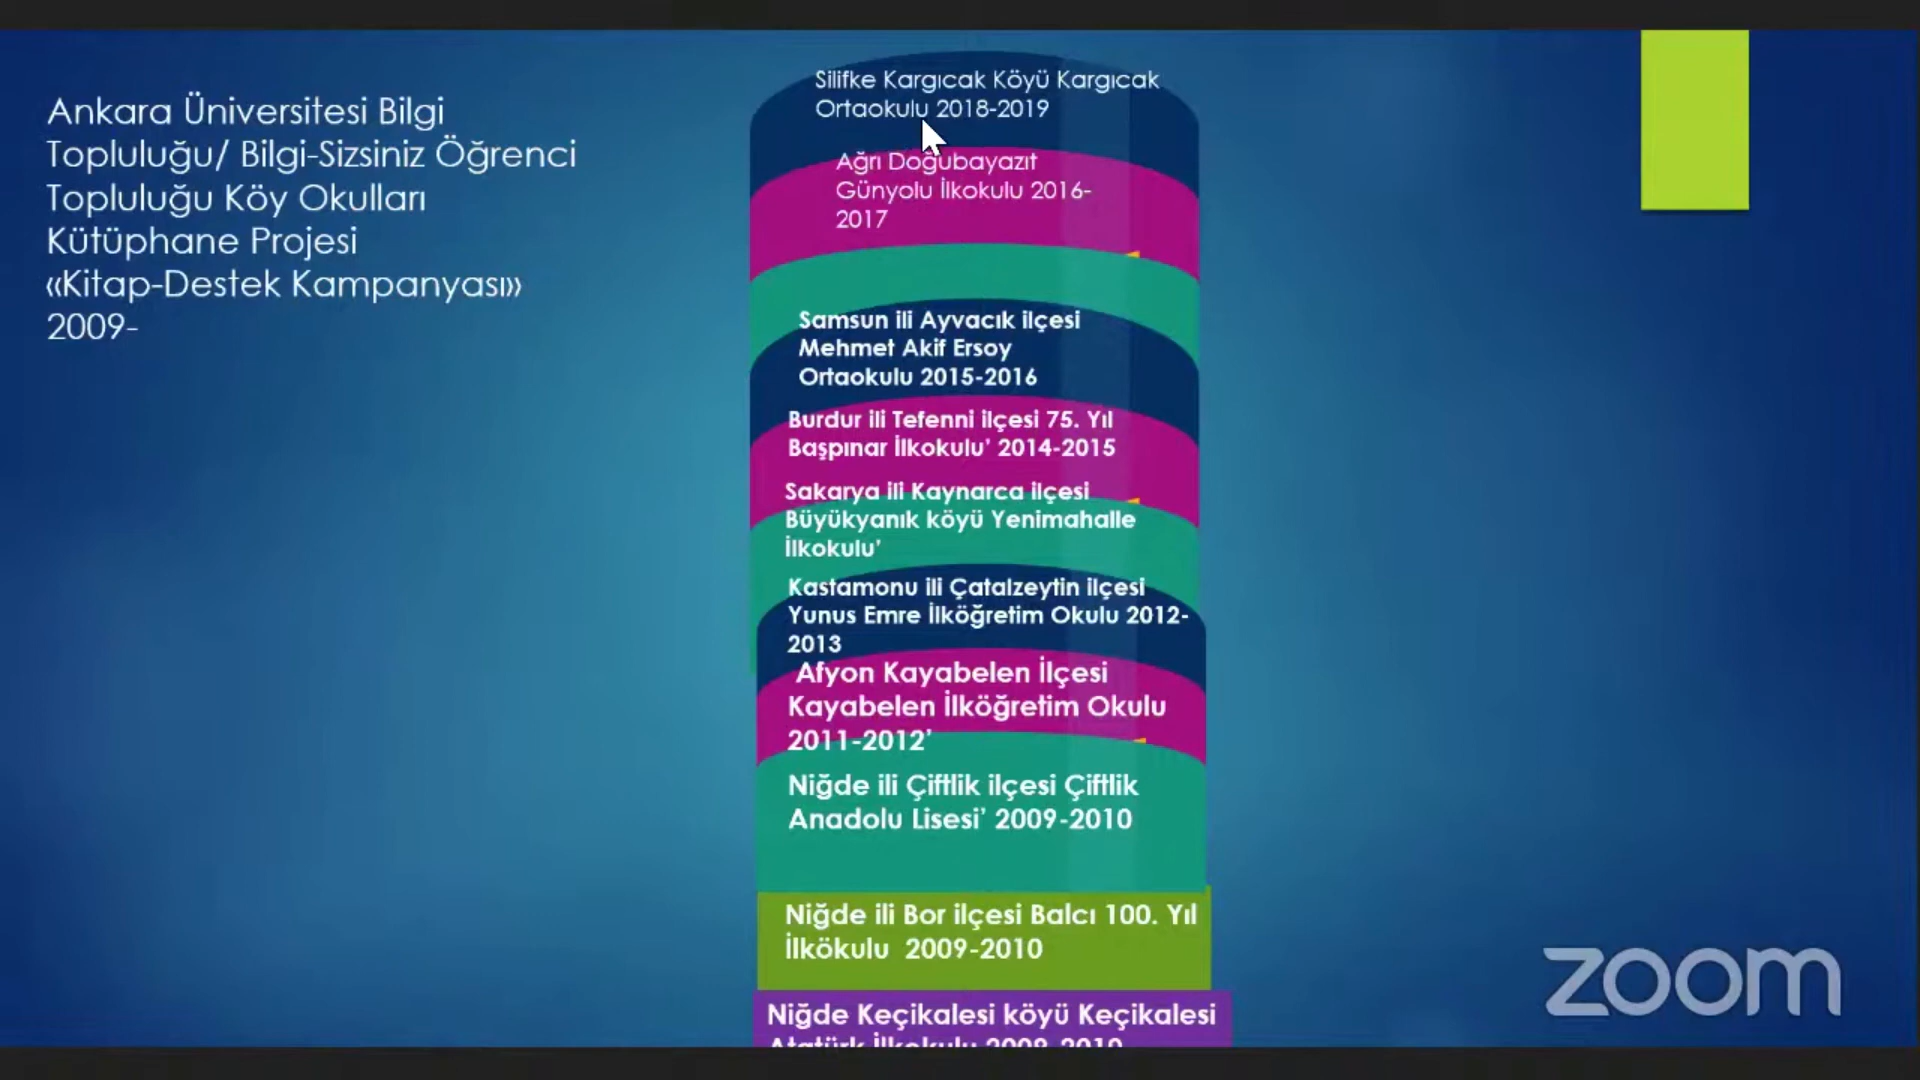 Ankara Üniversitesi Bilgi
Topluluğu/ Bilgi-Sizsiniz Öğrenci
Topluluğu Köy Okulları
Kütüphane Projesi
«Kitap-Destek Kampanyası»
2009-
Silifke Kargıcak Köyü Kargıcak
Ortaokulu 2018-2019
Ağrı Doğubayazıt
Günyolu İlkokulu 2016-
2017
Samsun ili Ayvacık ilçesi
Mehmet Akif Ersoy
Ortaokulu 2015-2016
Burdur ili Tefenni ilçesi 75. Yıl
Başpınar İlkokulu’ 2014-2015
Sakarya ili Kaynarca ilçesi
Büyükyanık köyü Yenimahalle
İlkokulu’
Kastamonu ili Çatalzeytin ilçesi
Yunus Emre İlköğretim Okulu 2012-
2013
Afyon Kayabelen İlçesi
Kayabelen İlköğretim Okulu
2011-2012’
Niğde ili Çiftlik ilçesi Çiftlik
Anadolu Lisesi’ 2009-2010
Niğde ili Bor ilçesi Balcı 100. Yıl
İlkökulu 2009-2010
Niğde Keçikalesi köyü Keçikalesi
Atatürk İlkokulu 2009-2010
zoom